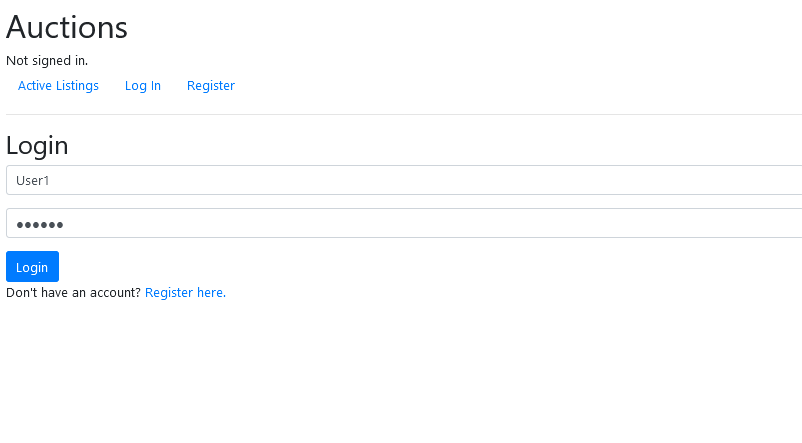 Auctions
Not signed in.
Active Listings Log In Register
Login
User1
●●●●●●
Login
Don't have an account? Register here.